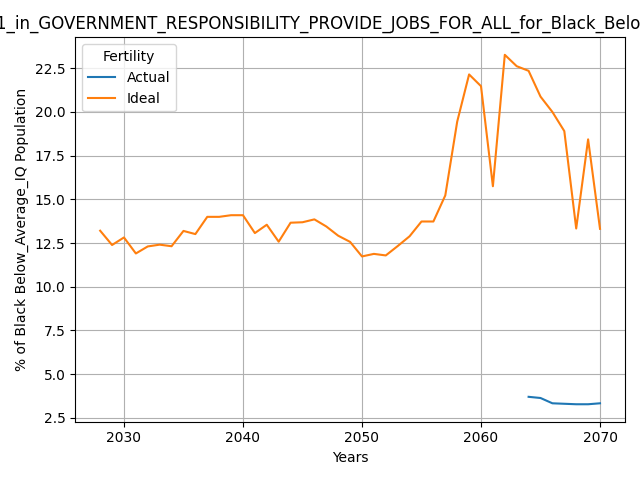 1_in_GOVERNMENT_RESPONSIBILITY_PROVIDE_JOBS_FOR_ALL_for_Black_Belo
Fertility
Actual
Ideal
22.5
20.0
17.5
15.0
12.5
10.0
7.5
5.0
2.5
% of Black Below_Average_IQ Population
2030
2040
2050
2060
2070
Years